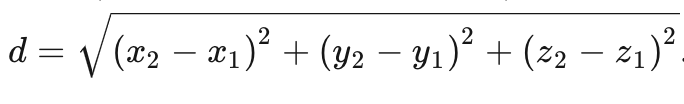 d = √(x₂ − x₁)² + (y₂ − y₁)² + (z₂ − z₁)².